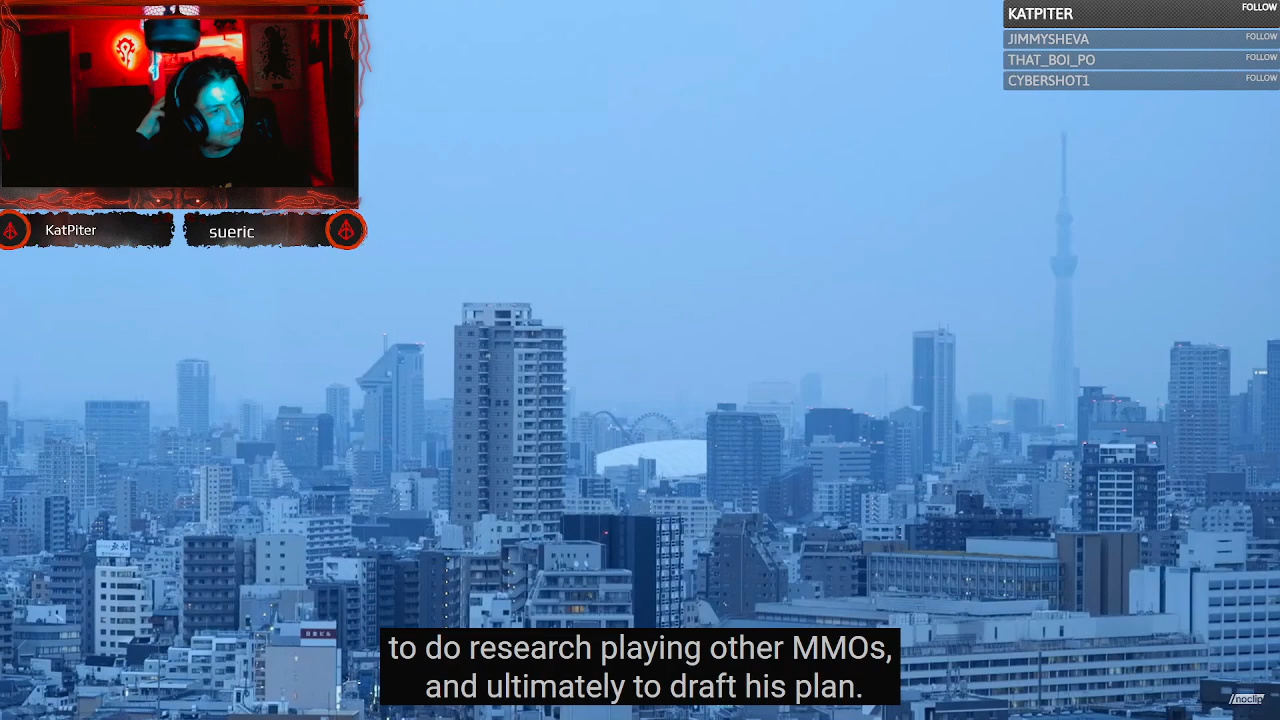 KATPITER FOLLOW
JIMMYSHEVA FOLLOW
THAT_BOI_PO FOLLOW
CYBERSHOT1 FOLLOW
KatPiter
sueric
to do research playing other MMOs,
and ultimately to draft his plan.
/noclip